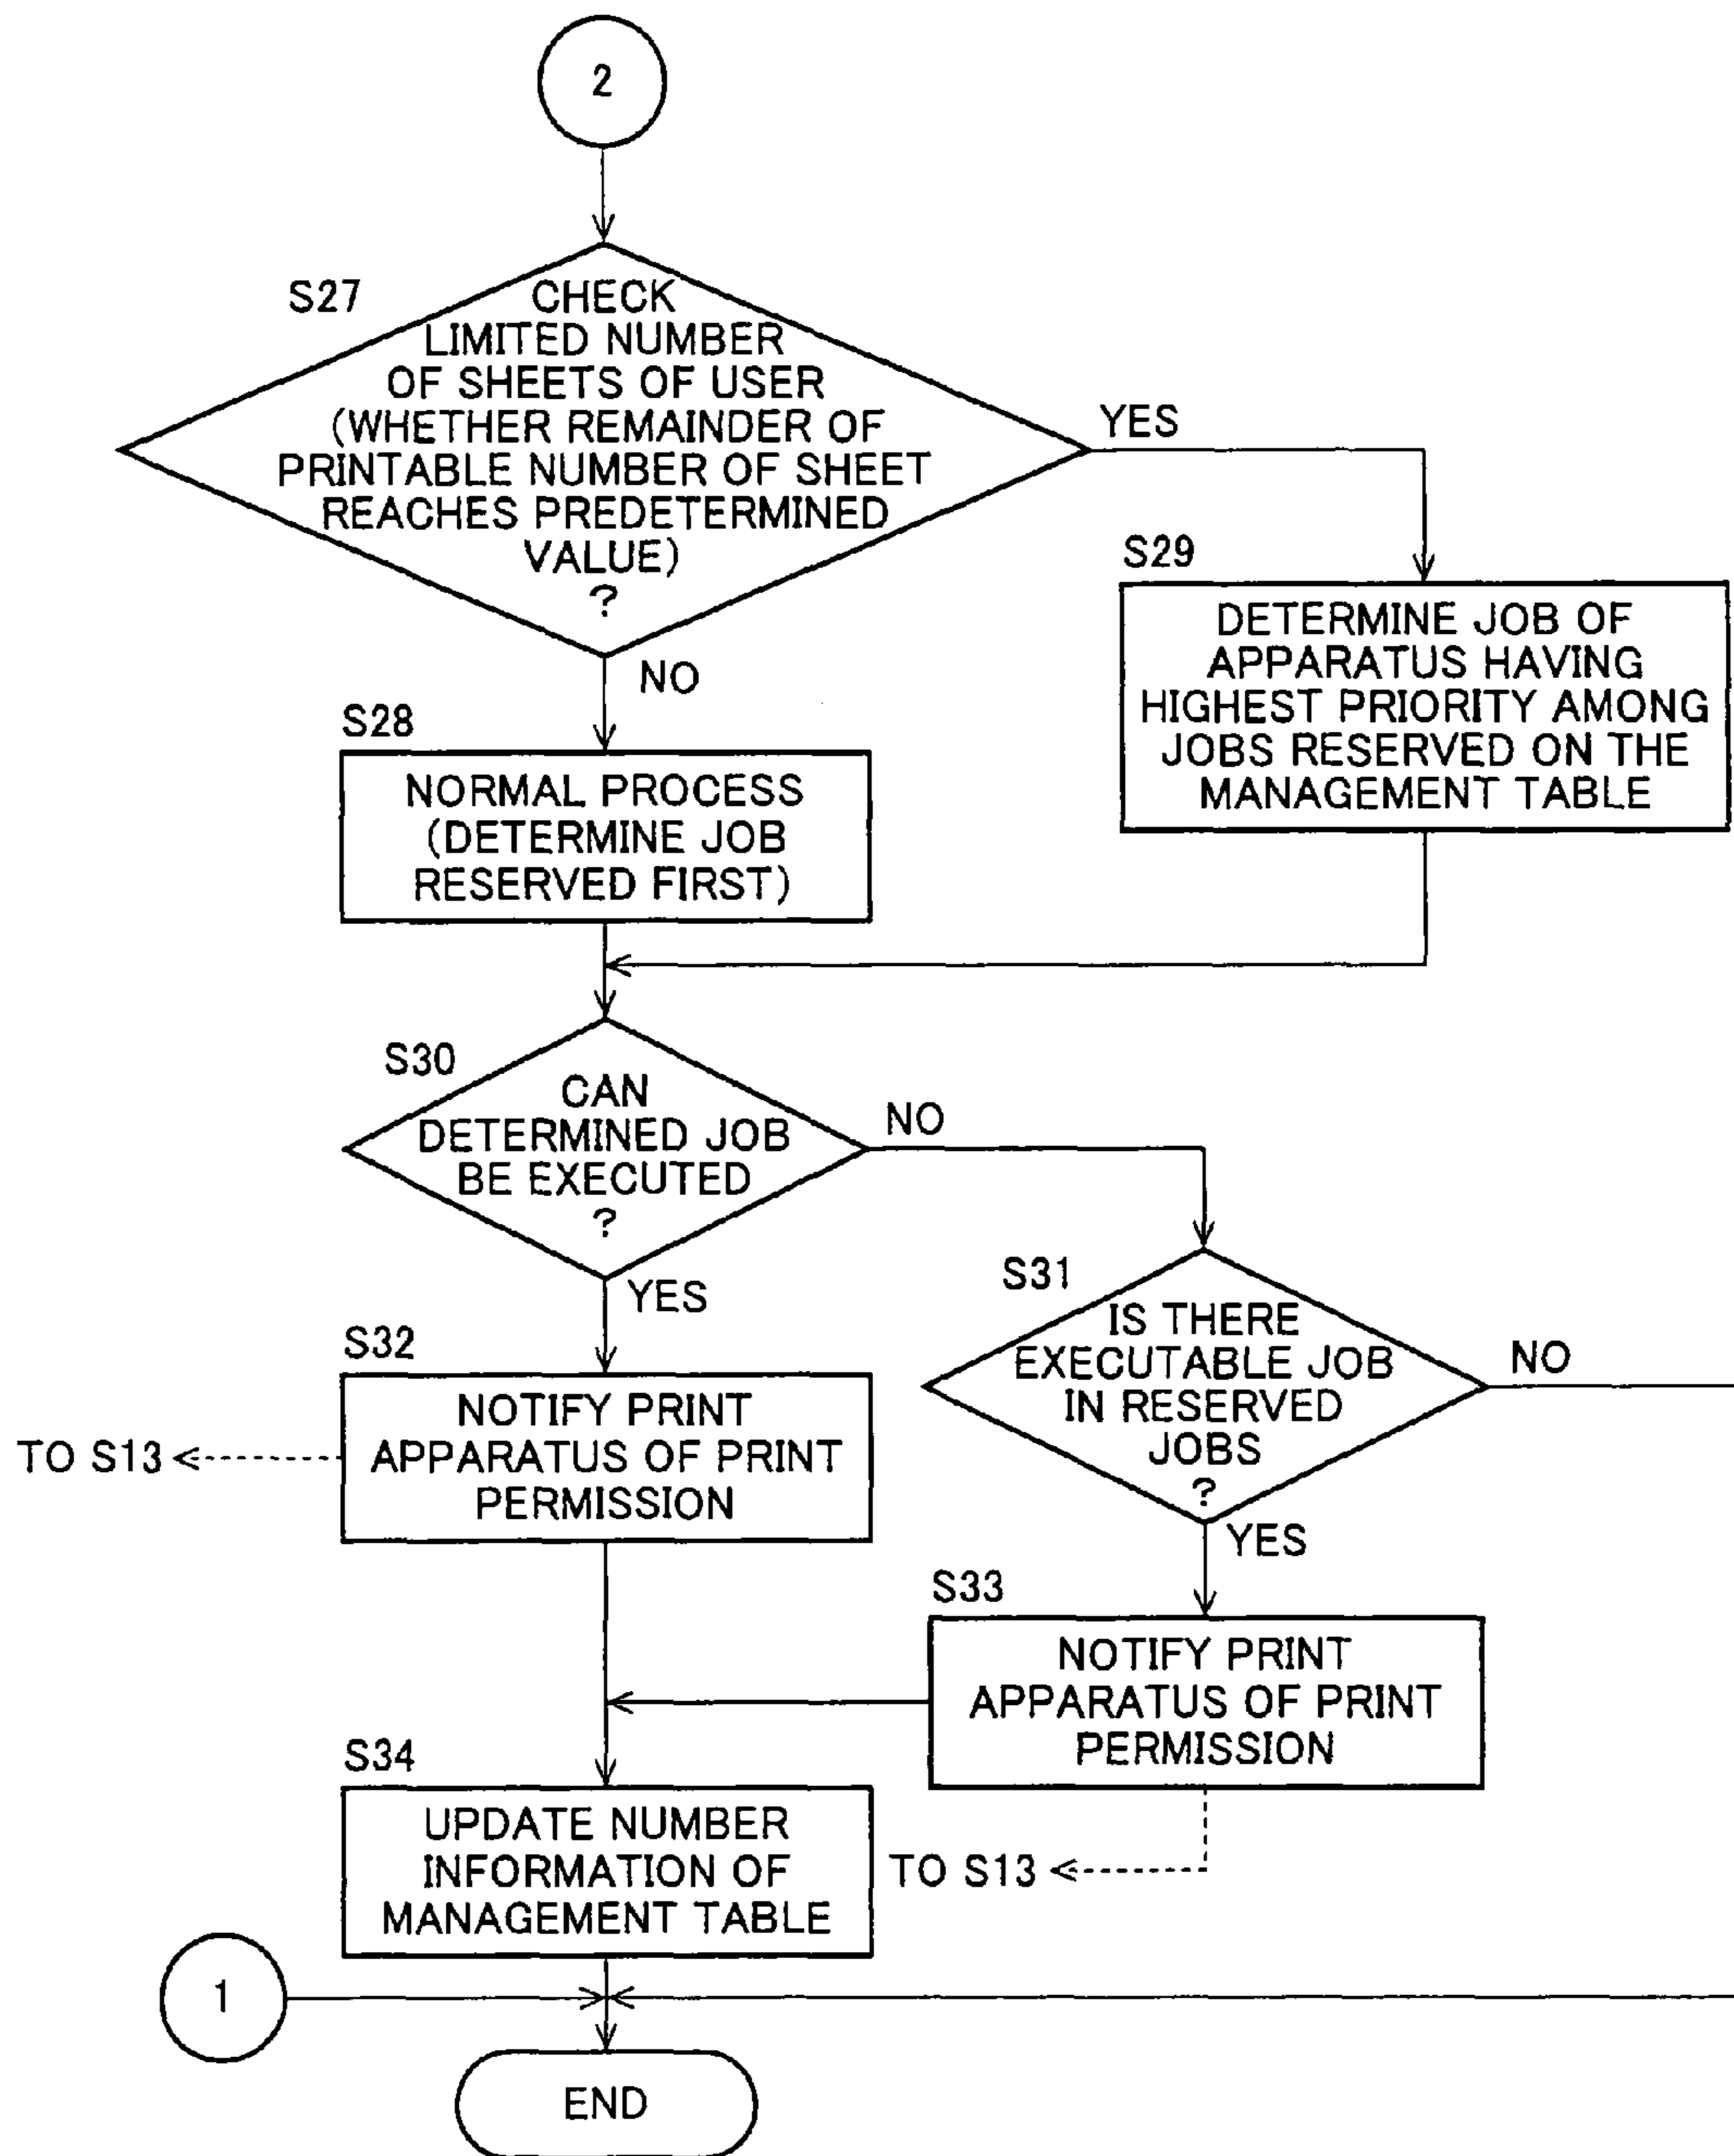 2
S27
CHECK
LIMITED NUMBER
OF SHEETS OF USER
(WHETHER REMAINDER OF
PRINTABLE NUMBER OF SHEET
REACHES PREDETERMINED
VALUE)
?
YES
NO
S29
DETERMINE JOB OF
APPARATUS HAVING
HIGHEST PRIORITY AMONG
JOBS RESERVED ON THE
MANAGEMENT TABLE
S28
NORMAL PROCESS
(DETERMINE JOB
RESERVED FIRST)
S30
CAN
DETERMINED JOB
BE EXECUTED
?
NO
YES
S31
IS THERE
EXECUTABLE JOB
IN RESERVED
JOBS
?
NO
YES
S32
NOTIFY PRINT
APPARATUS OF PRINT
PERMISSION
TO S13
S33
NOTIFY PRINT
APPARATUS OF PRINT
PERMISSION
TO S13
S34
UPDATE NUMBER
INFORMATION OF
MANAGEMENT TABLE
1
END